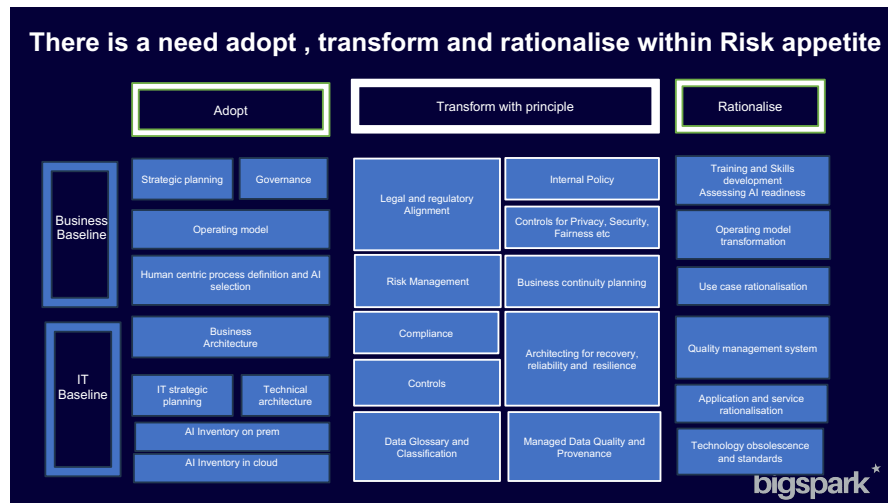 There is a need adopt , transform and rationalise within Risk appetite
Adopt
Transform with principle
Rationalise
Business
Baseline
Strategic planning
Governance
Operating model
Human centric process definition and AI
selection
Legal and regulatory
Alignment
Internal Policy
Controls for Privacy, Security,
Fairness etc
Risk Management
Business continuity planning
Training and Skills
development
Assessing AI readiness
Operating model
transformation
Use case rationalisation
IT
Baseline
Business
Architecture
IT strategic
planning
Technical
architecture
AI Inventory on prem
AI Inventory in cloud
Compliance
Controls
Architecting for recovery,
reliability and resilience
Data Glossary and
Classification
Managed Data Quality and
Provenance
Quality management system
Application and service
rationalisation
Technology obsolescence
and standards
bigspark